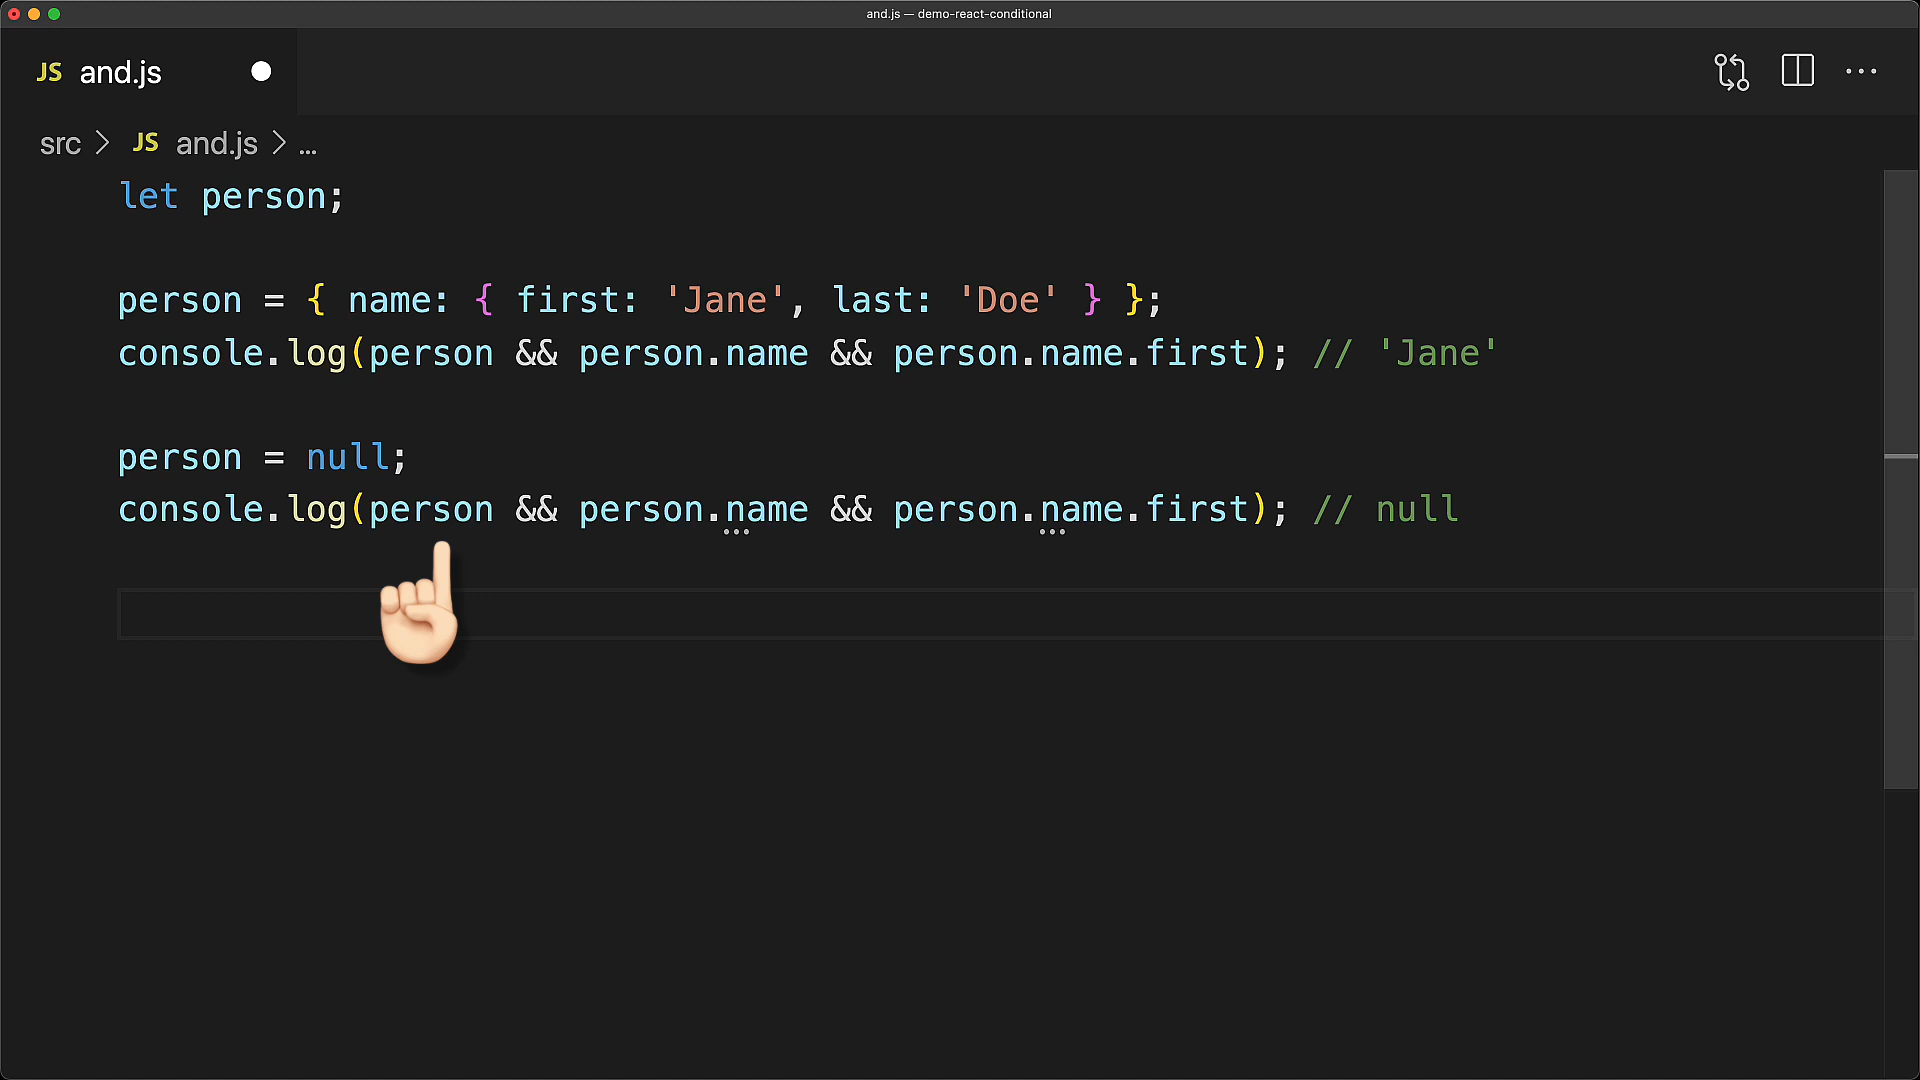 and.js — demo-react-conditional
JS and.js
src > JS and.js > ...
let person;
person = { name: { first: 'Jane', last: 'Doe' } };
console.log(person && person.name && person.name.first); // 'Jane'
person = null;
console.log(person && person.name && person.name.first); // null